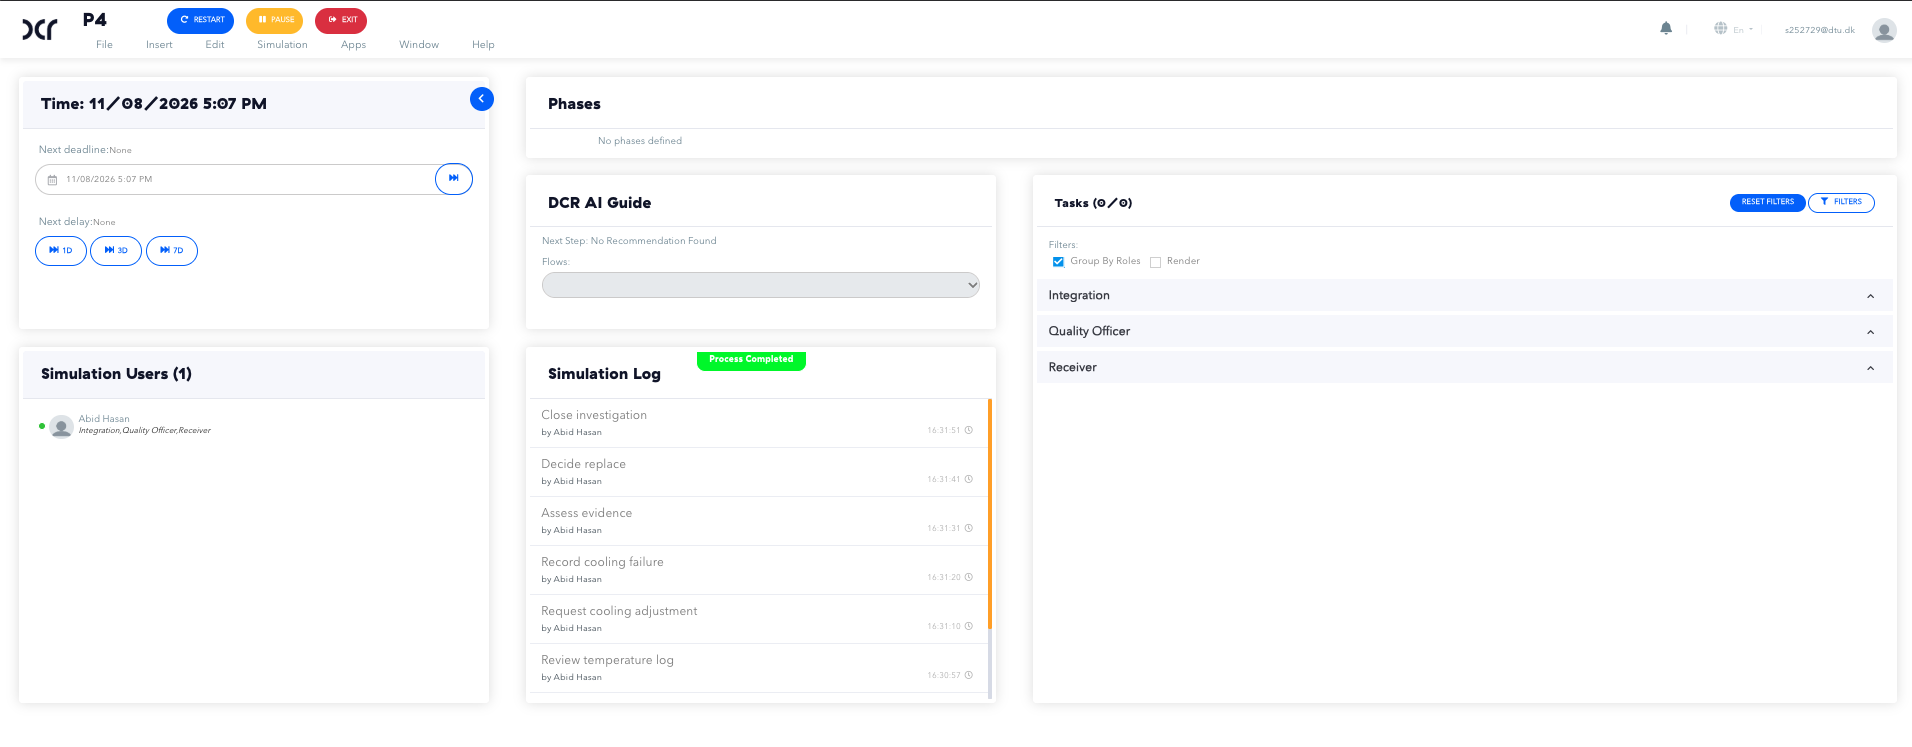 DCR
P4
RESTART
PAUSE
EXIT
File Insert Edit Simulation Apps Window Help
En
s252729@dtu.dk
Time: 11/08/2026 5:07 PM
Next deadline:None
11/08/2026 5:07 PM
Next delay:None
1D
3D
7D
Simulation Users (1)
Abid Hasan
Integration,Quality Officer,Receiver
Phases
No phases defined
DCR AI Guide
Next Step: No Recommendation Found
Flows:
Process Completed
Simulation Log
Close investigation
by Abid Hasan
16:31:51
Decide replace
by Abid Hasan
16:31:41
Assess evidence
by Abid Hasan
16:31:31
Record cooling failure
by Abid Hasan
16:31:20
Request cooling adjustment
by Abid Hasan
16:31:10
Review temperature log
by Abid Hasan
16:30:57
Tasks (0/0)
RESET FILTERS
FILTERS
Filters:
Group By Roles
Render
Integration
Quality Officer
Receiver